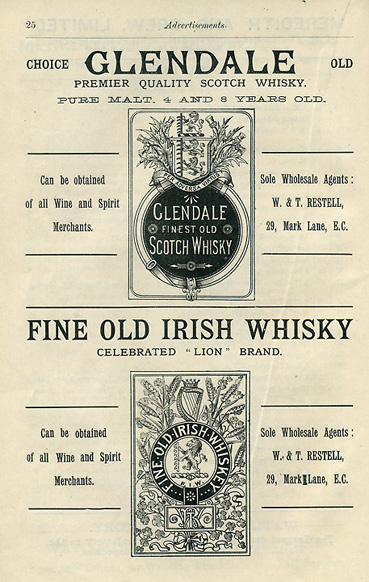 25
Advertisements.
CHOICE GLENDALE OLD
PREMIER QUALITY SCOTCH WHISKY.
PURE MALT. 4 AND 8 YEARS OLD.
Can be obtained
of all Wine and Spirit
Merchants.
GLENDALE
FINEST OLD
SCOTCH WHISKY
Sole Wholesale Agents:
W. & T. RESTELL,
29, Mark Lane, E.C.
FINE OLD IRISH WHISKY
CELEBRATED "LION" BRAND.
Can be obtained
of all Wine and Spirit
Merchants.
FINE·OLD·IRISH·WHISKEY
F.I.W.
Sole Wholesale Agents:
W. & T. RESTELL,
29, Mark Lane, E.C.